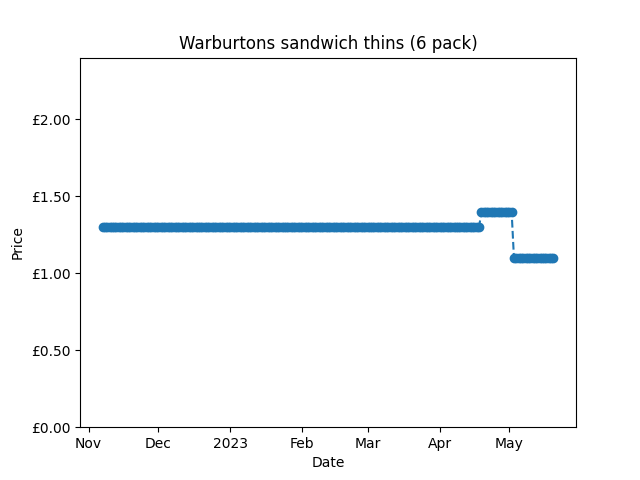 Warburtons sandwich thins (6 pack)
£2.00
£1.50
£1.00
£0.50
£0.00
Price
Nov Dec 2023 Feb Mar Apr May
Date